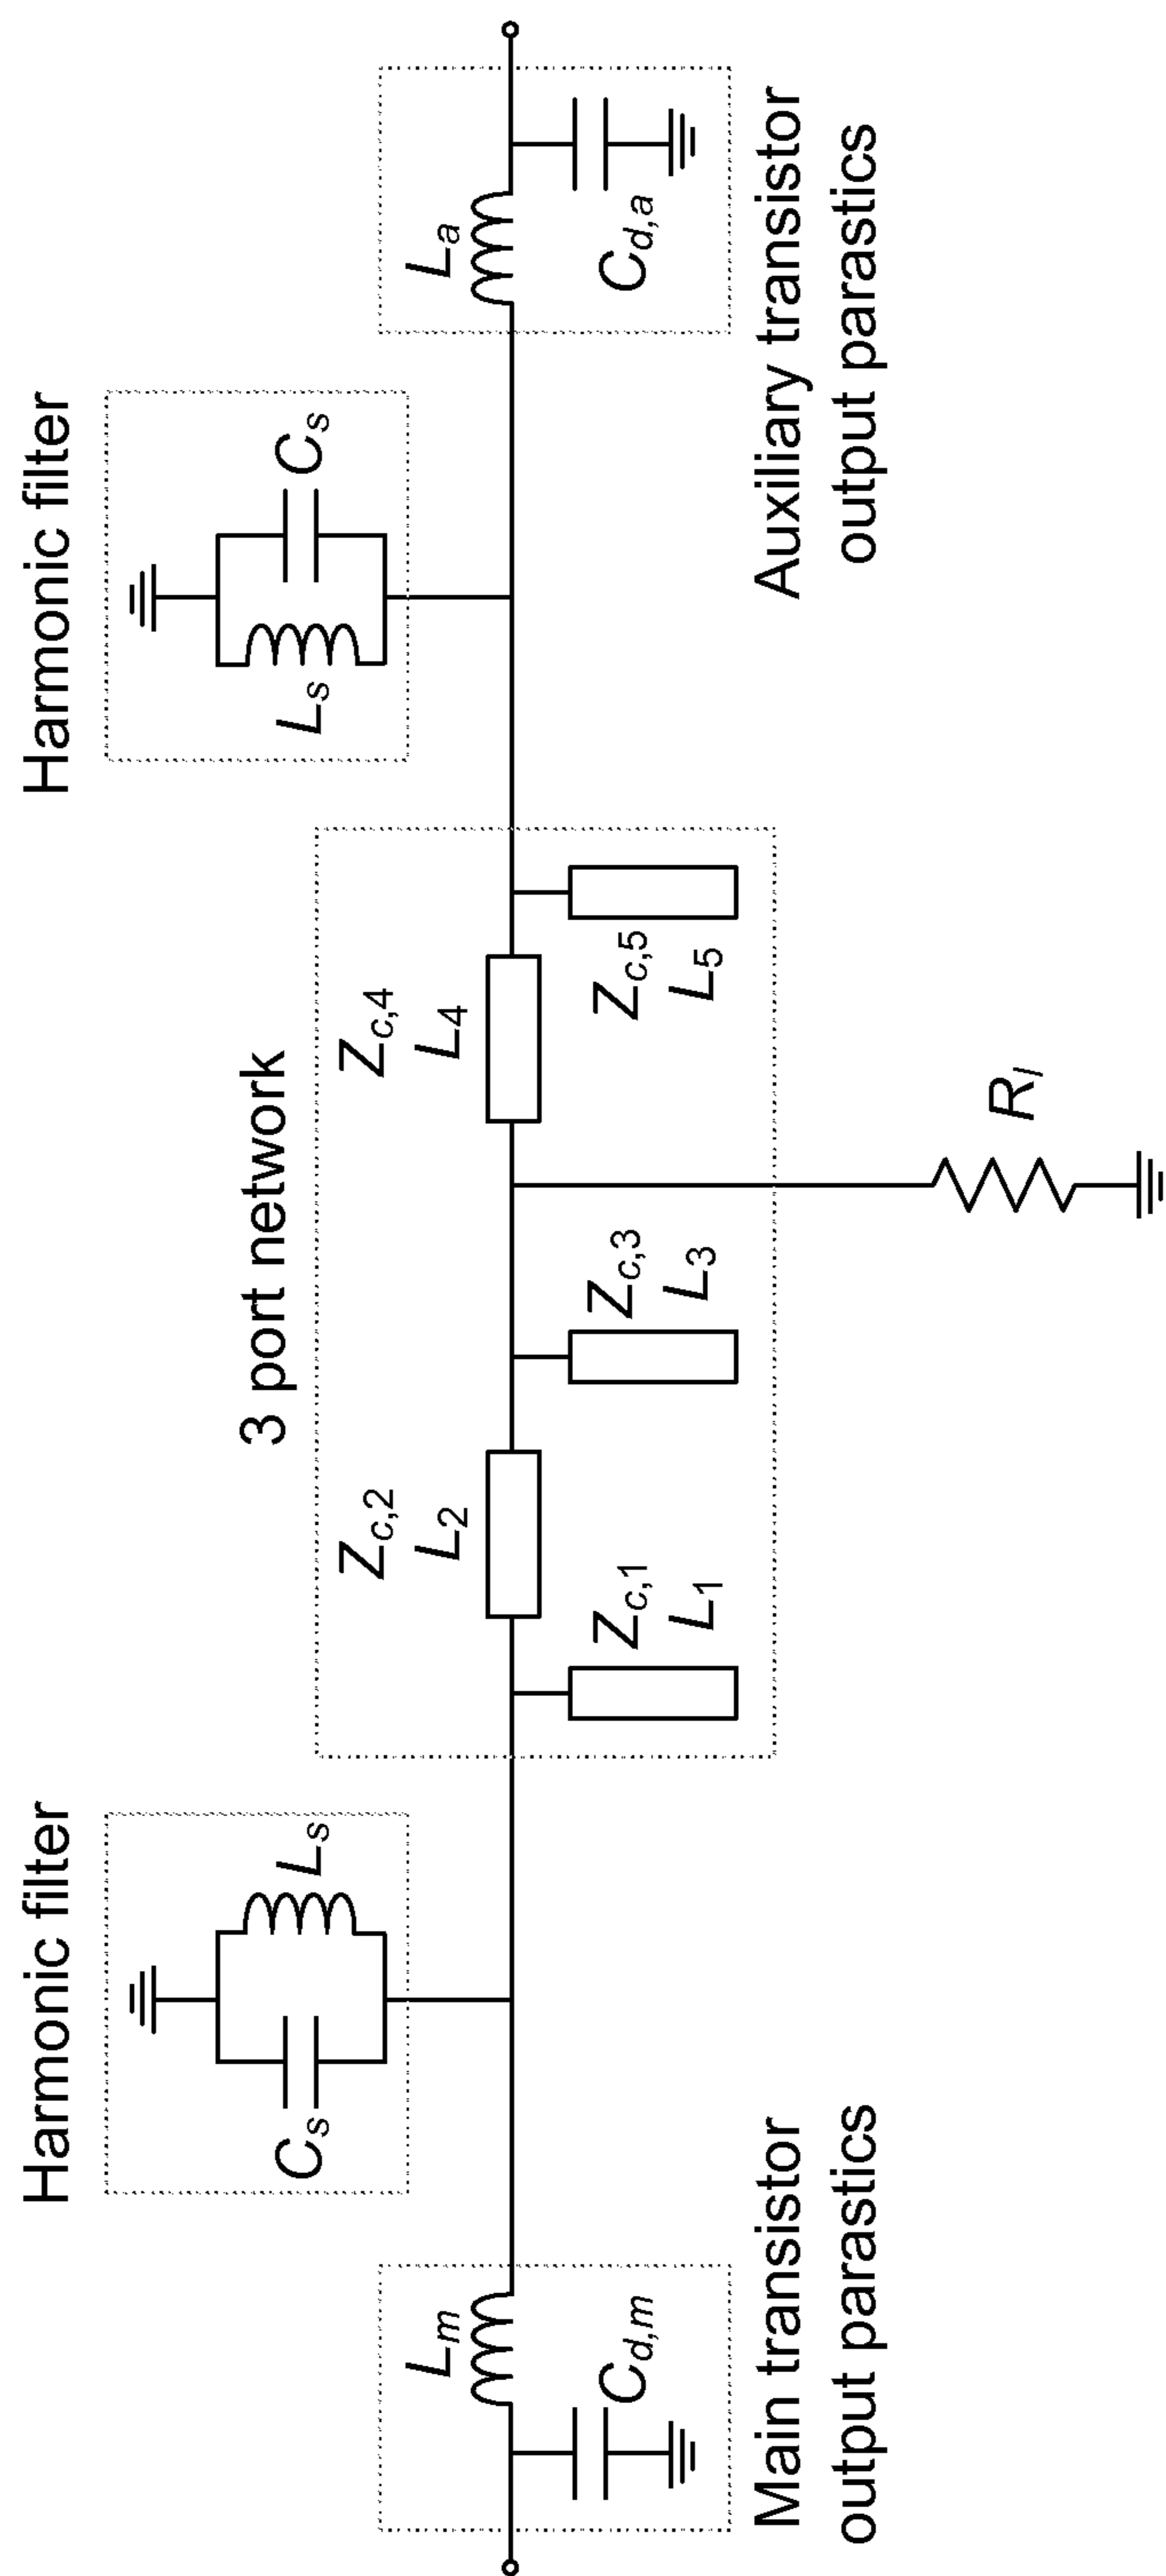 Harmonic filter
Harmonic filter
3 port network
Cs
Ls
Ls
Cs
Zc,2
L2
Zc,4
L4
Lm
La
Cd,m
Zc,1
L1
Zc,3
L3
Zc,5
L5
Cd,a
Main transistor
output parastics
Auxiliary transistor
output parastics
Rl